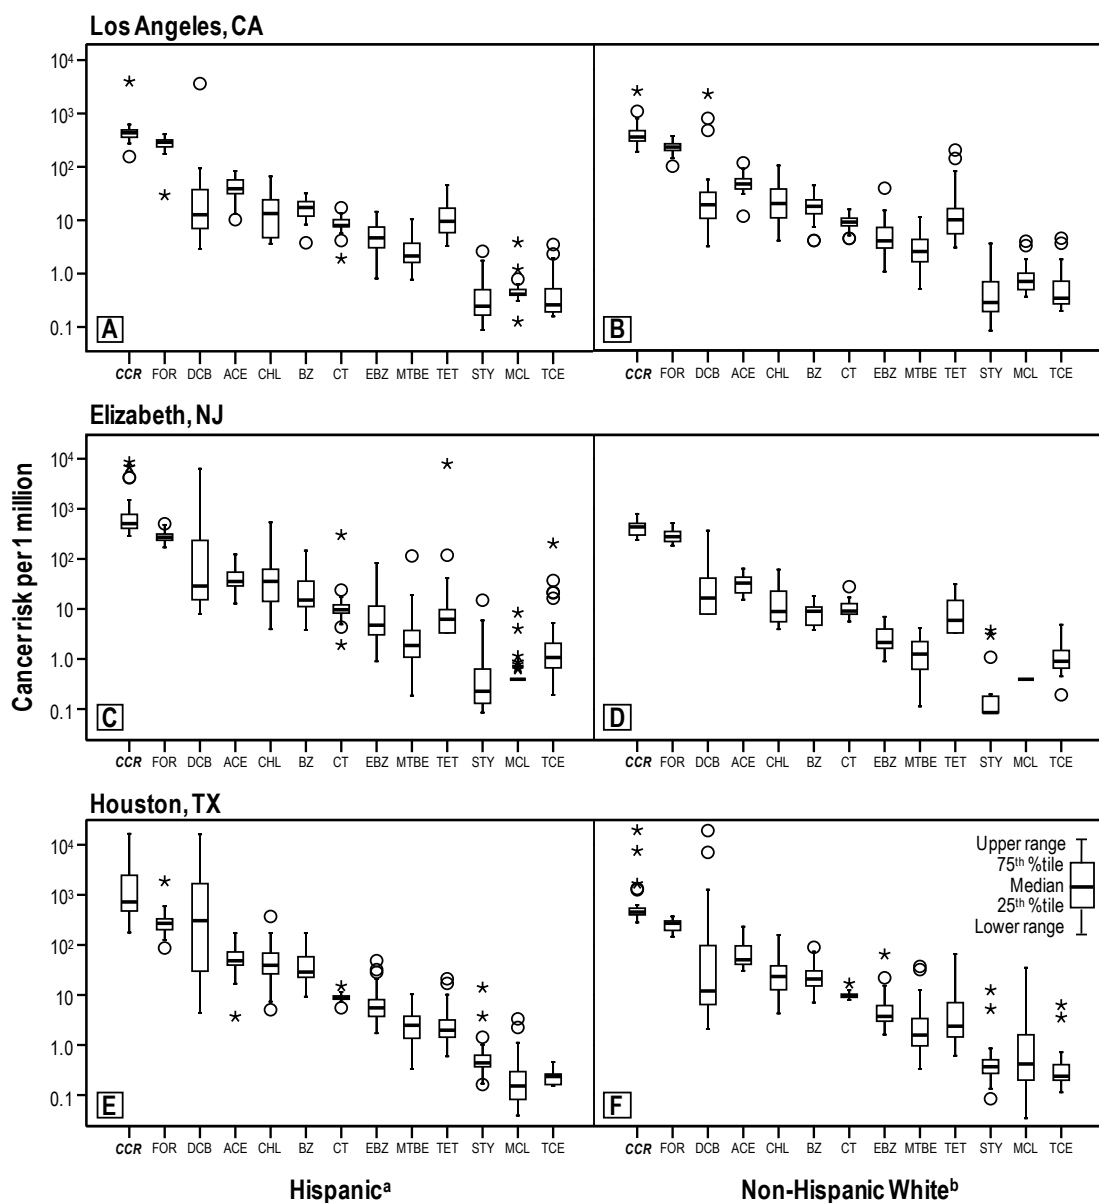 Los Angeles, CA
10⁴
10³
10²
10
1.0
0.1
A
B
CCR FOR DCB ACE CHL BZ CT EBZ MTBE TET STY MCL TCE
CCR FOR DCB ACE CHL BZ CT EBZ MTBE TET STY MCL TCE
Elizabeth, NJ
Cancer risk per 1 million
10⁴
10³
10²
10
1.0
0.1
C
D
CCR FOR DCB ACE CHL BZ CT EBZ MTBE TET STY MCL TCE
CCR FOR DCB ACE CHL BZ CT EBZ MTBE TET STY MCL TCE
Houston, TX
10⁴
10³
10²
10
1.0
0.1
E
F
Upper range
75th %tile
Median
25th %tile
Lower range
CCR FOR DCB ACE CHL BZ CT EBZ MTBE TET STY MCL TCE
CCR FOR DCB ACE CHL BZ CT EBZ MTBE TET STY MCL TCE
Hispanicᵃ
Non-Hispanic Whiteᵇ